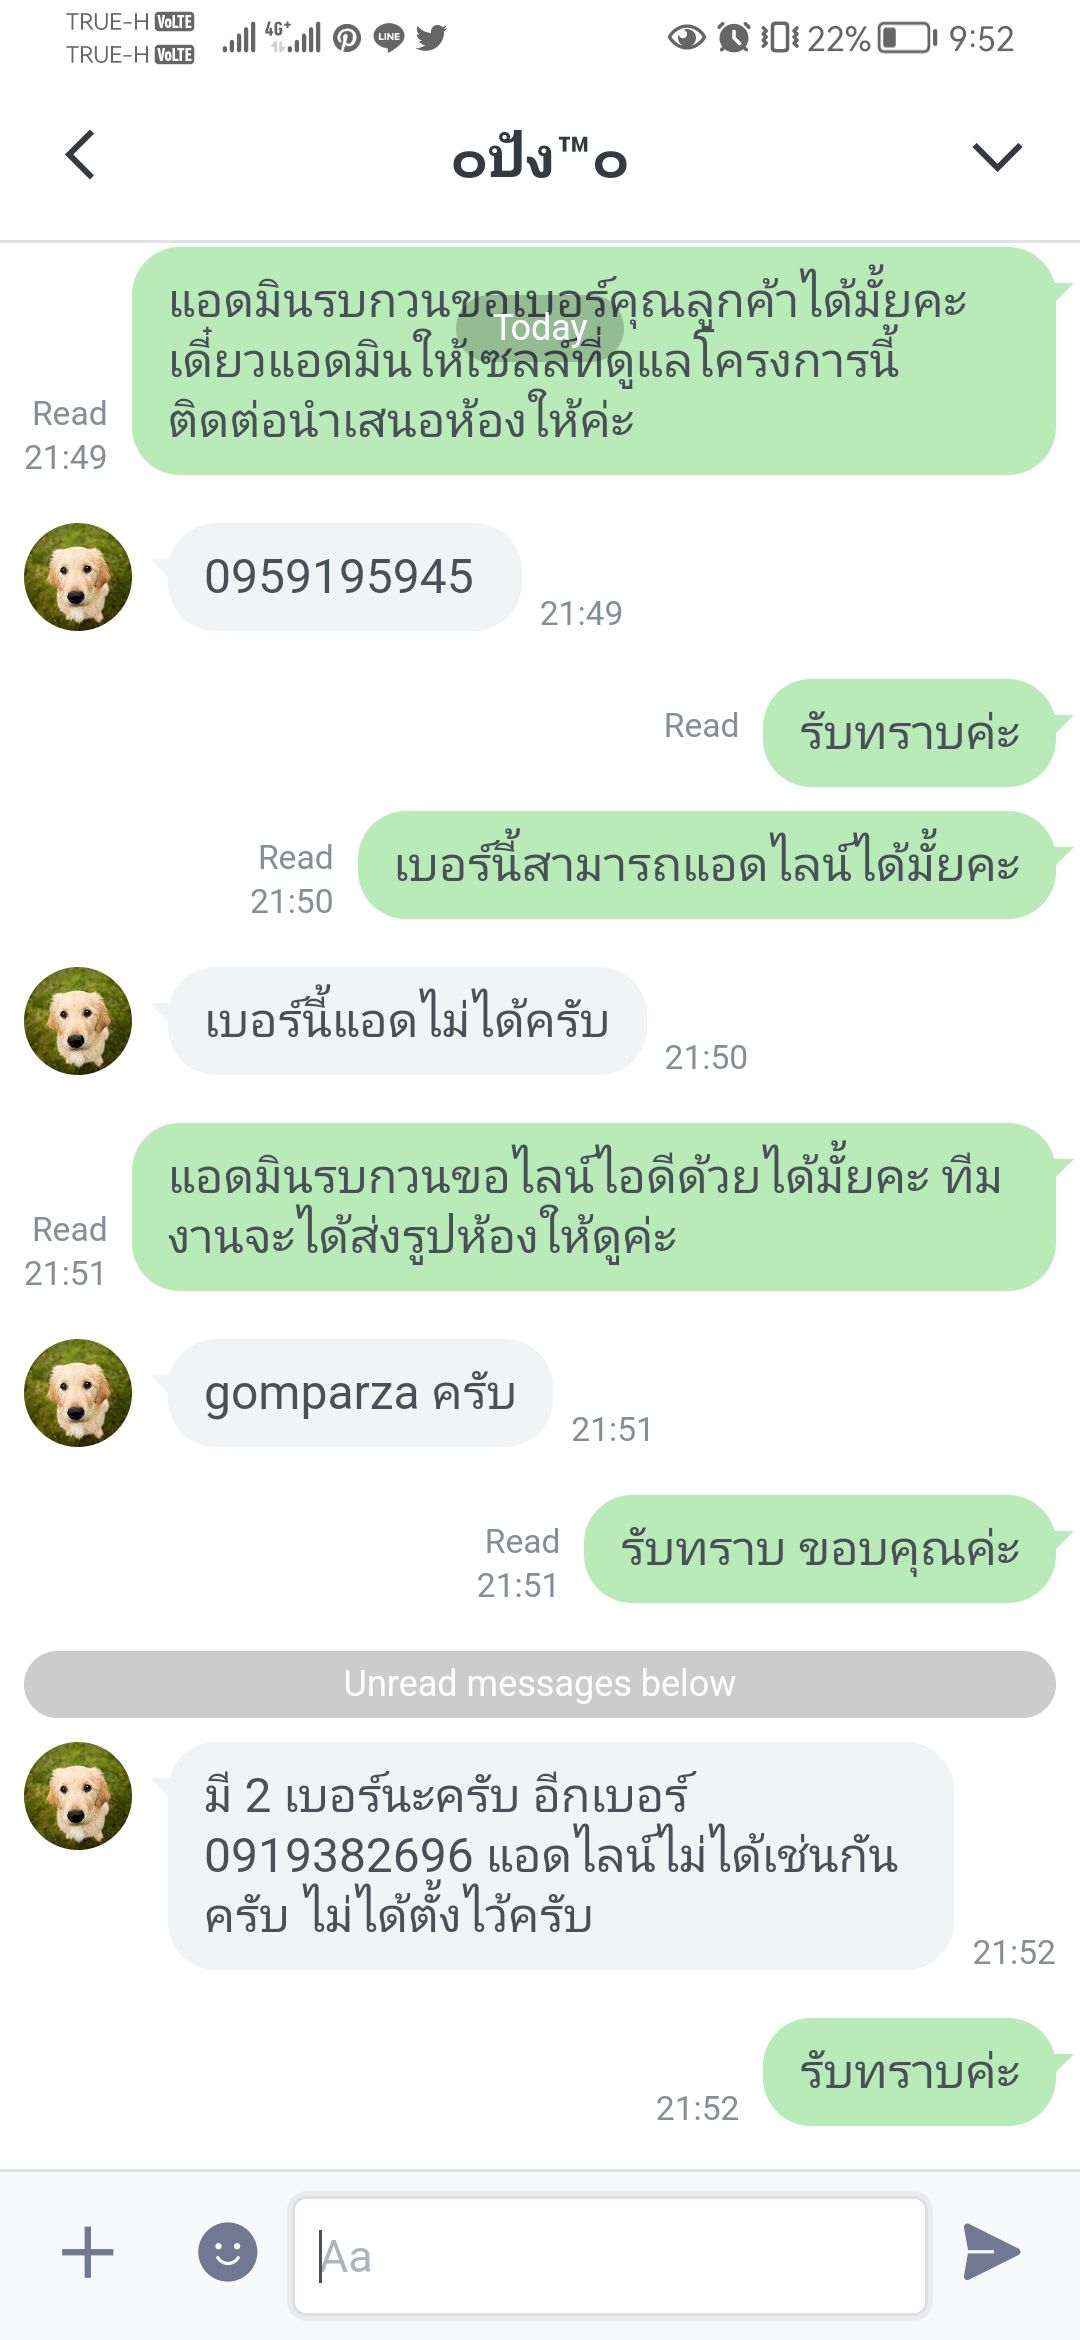 TRUE-H VoLTE
TRUE-H VoLTE
4G+
LINE
22%
9:52
oปัง™o
แอดมินรบกวนขอเบอร์คุณลูกค้าได้มั้ยคะ
Today
เดี๋ยวแอดมินให้เซลล์ที่ดูแลโครงการนี้
ติดต่อนำเสนอห้องให้ค่ะ
Read
21:49
0959195945
21:49
Read
รับทราบค่ะ
เบอร์นี้สามารถแอดไลน์ได้มั้ยคะ
Read
21:50
เบอร์นี้แอดไม่ได้ครับ
21:50
แอดมินรบกวนขอไลน์ไอดีด้วยได้มั้ยคะ ทีม
งานจะได้ส่งรูปห้องให้ดูค่ะ
Read
21:51
gomparza ครับ
21:51
รับทราบ ขอบคุณค่ะ
Read
21:51
Unread messages below
มี 2 เบอร์นะครับ อีกเบอร์
0919382696 แอดไลน์ไม่ได้เช่นกัน
ครับ ไม่ได้ตั้งไว้ครับ
21:52
รับทราบค่ะ
21:52
Aa